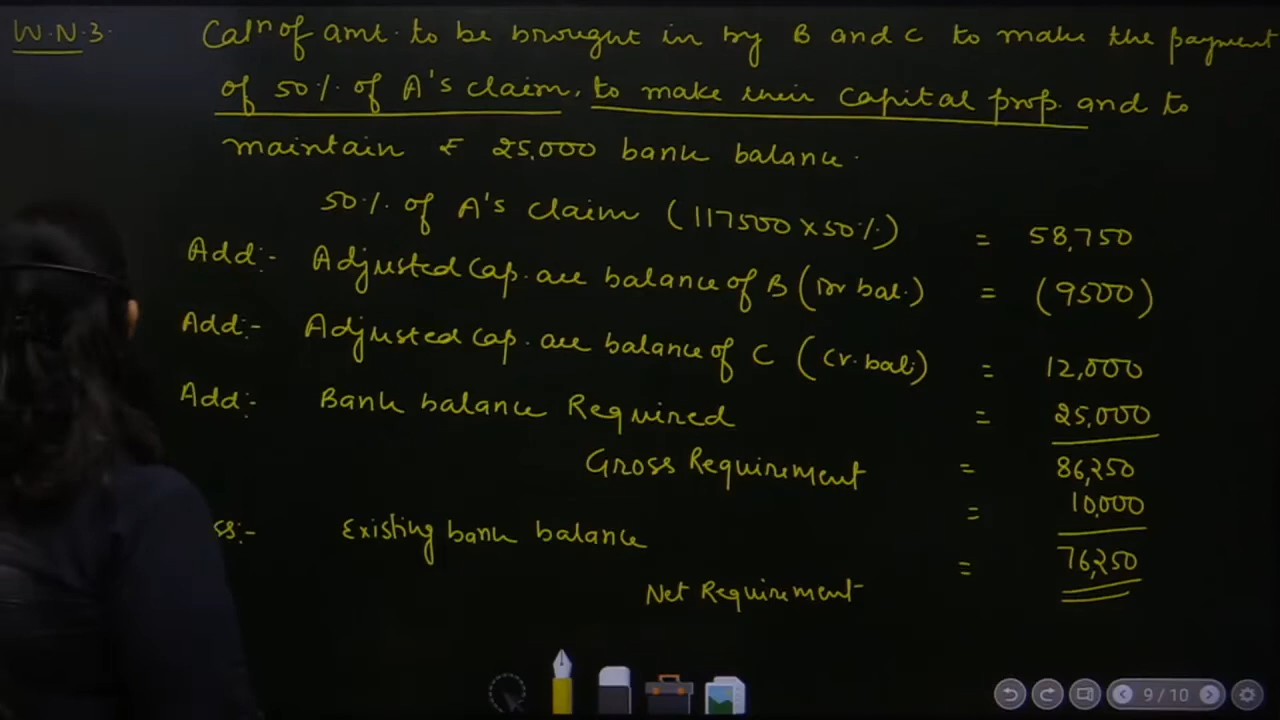 W.N.3. Calⁿ of amt. to be brought in by B and C to make the payment
of 50% of A's claim, to make their capital prop. and to
maintain ₹ 25,000 bank balance.
50% of A's claim (117500 x 50%) = 58,750
Add:- Adjusted Cap. acc balance of B (Dr bal.) = (9500)
Add:- Adjusted Cap. acc balance of C (Cr. bal.) = 12,000
Add:- Bank balance Required = 25,000
Gross Requirement = 86,250
ss:- Existing bank balance = 10,000
Net Requirement = 76,250
9/10